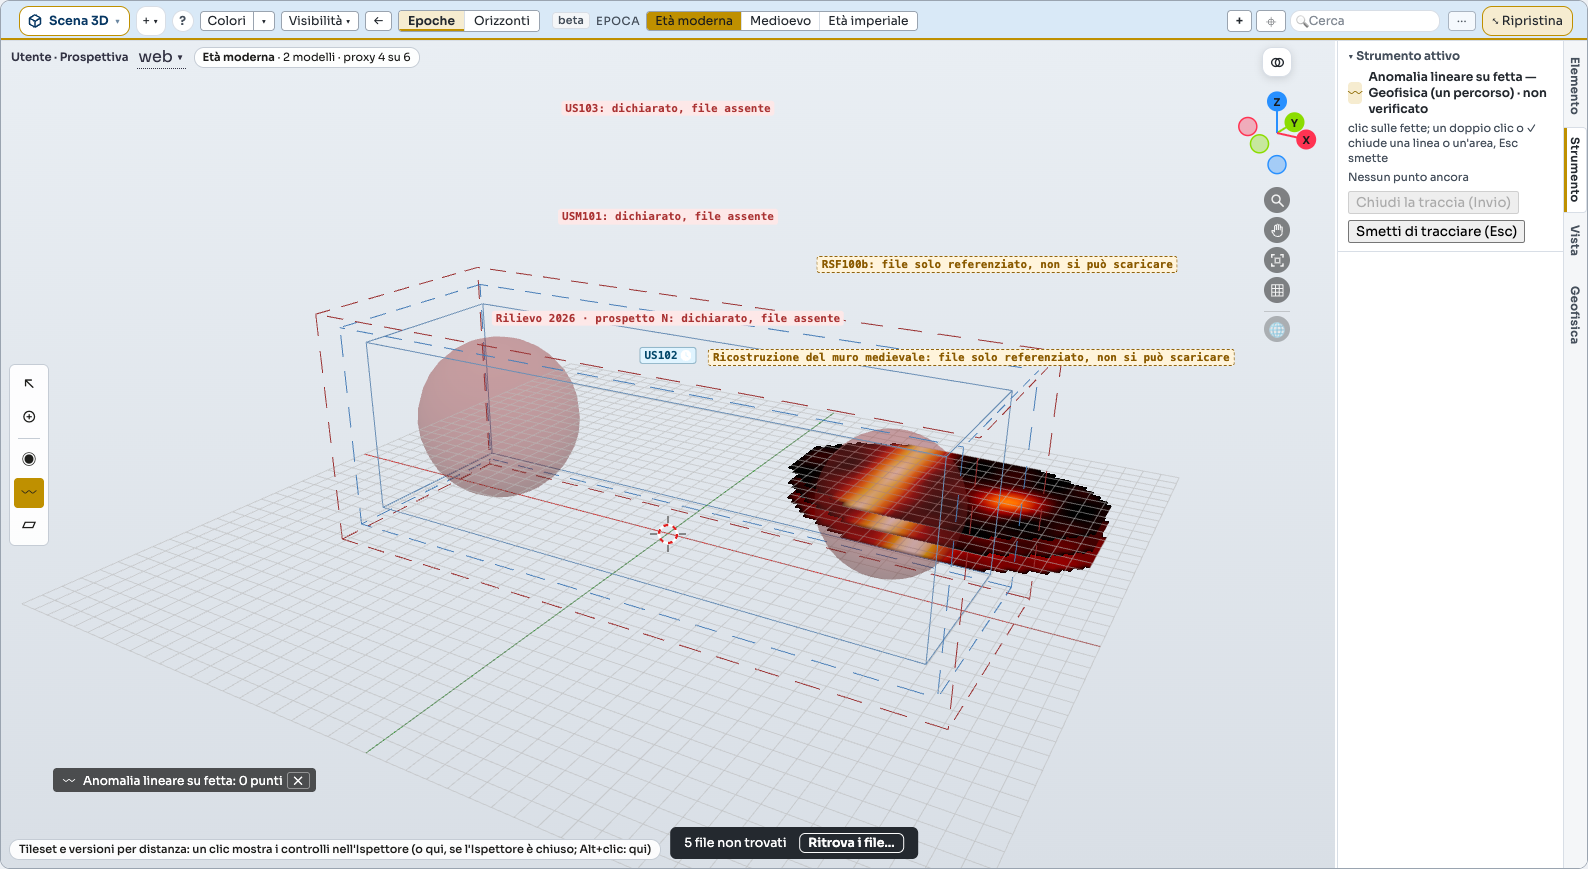 Scena 3D
+
?
Colori
Visibilità
←
Epoche
Orizzonti
beta
EPOCA
Età moderna
Medioevo
Età imperiale
+
Cerca
...
Ripristina
Utente · Prospettiva
web
Età moderna · 2 modelli · proxy 4 su 6
US103: dichiarato, file assente
USM101: dichiarato, file assente
RSF100b: file solo referenziato, non si può scaricare
Rilievo 2026 · prospetto N: dichiarato, file assente
US102
Ricostruzione del muro medievale: file solo referenziato, non si può scaricare
Z
Y
X
Strumento attivo
Anomalia lineare su fetta —
Geofisica (un percorso) · non
verificato
clic sulle fette; un doppio clic o ✓
chiude una linea o un'area, Esc
smette
Nessun punto ancora
Chiudi la traccia (Invio)
Smetti di tracciare (Esc)
Elemento
Strumento
Vista
Geofisica
Anomalia lineare su fetta: 0 punti
5 file non trovati
Ritrova i file...
Tileset e versioni per distanza: un clic mostra i controlli nell'Ispettore (o qui, se l'Ispettore è chiuso; Alt+clic: qui)